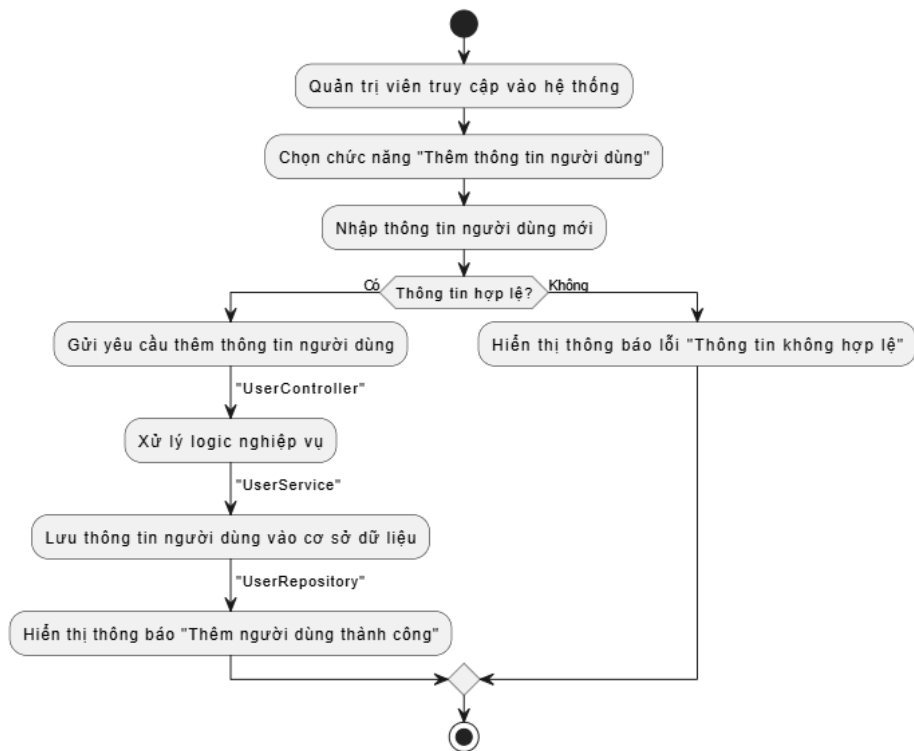 Quản trị viên truy cập vào hệ thống
Chọn chức năng "Thêm thông tin người dùng"
Nhập thông tin người dùng mới
Có
Thông tin hợp lệ?
Không
Gửi yêu cầu thêm thông tin người dùng
Hiển thị thông báo lỗi "Thông tin không hợp lệ"
"UserController"
Xử lý logic nghiệp vụ
"UserService"
Lưu thông tin người dùng vào cơ sở dữ liệu
"UserRepository"
Hiển thị thông báo "Thêm người dùng thành công"